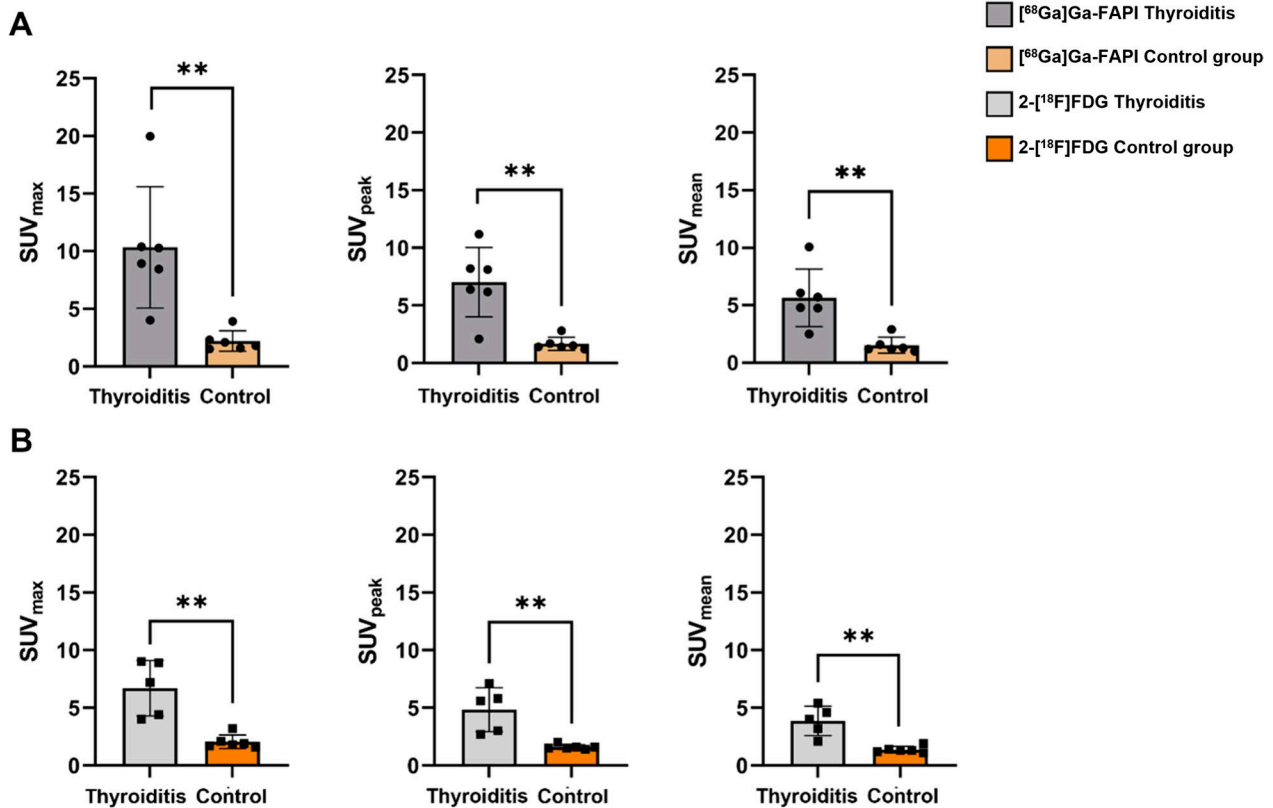 A
[⁶⁸Ga]Ga-FAPI Thyroiditis
[⁶⁸Ga]Ga-FAPI Control group
2-[¹⁸F]FDG Thyroiditis
2-[¹⁸F]FDG Control group
SUVmax
25
20
15
10
5
0
**
Thyroiditis Control
SUVpeak
25
20
15
10
5
0
**
Thyroiditis Control
SUVmean
25
20
15
10
5
0
**
Thyroiditis Control
B
SUVmax
25
20
15
10
5
0
**
Thyroiditis Control
SUVpeak
25
20
15
10
5
0
**
Thyroiditis Control
SUVmean
25
20
15
10
5
0
**
Thyroiditis Control